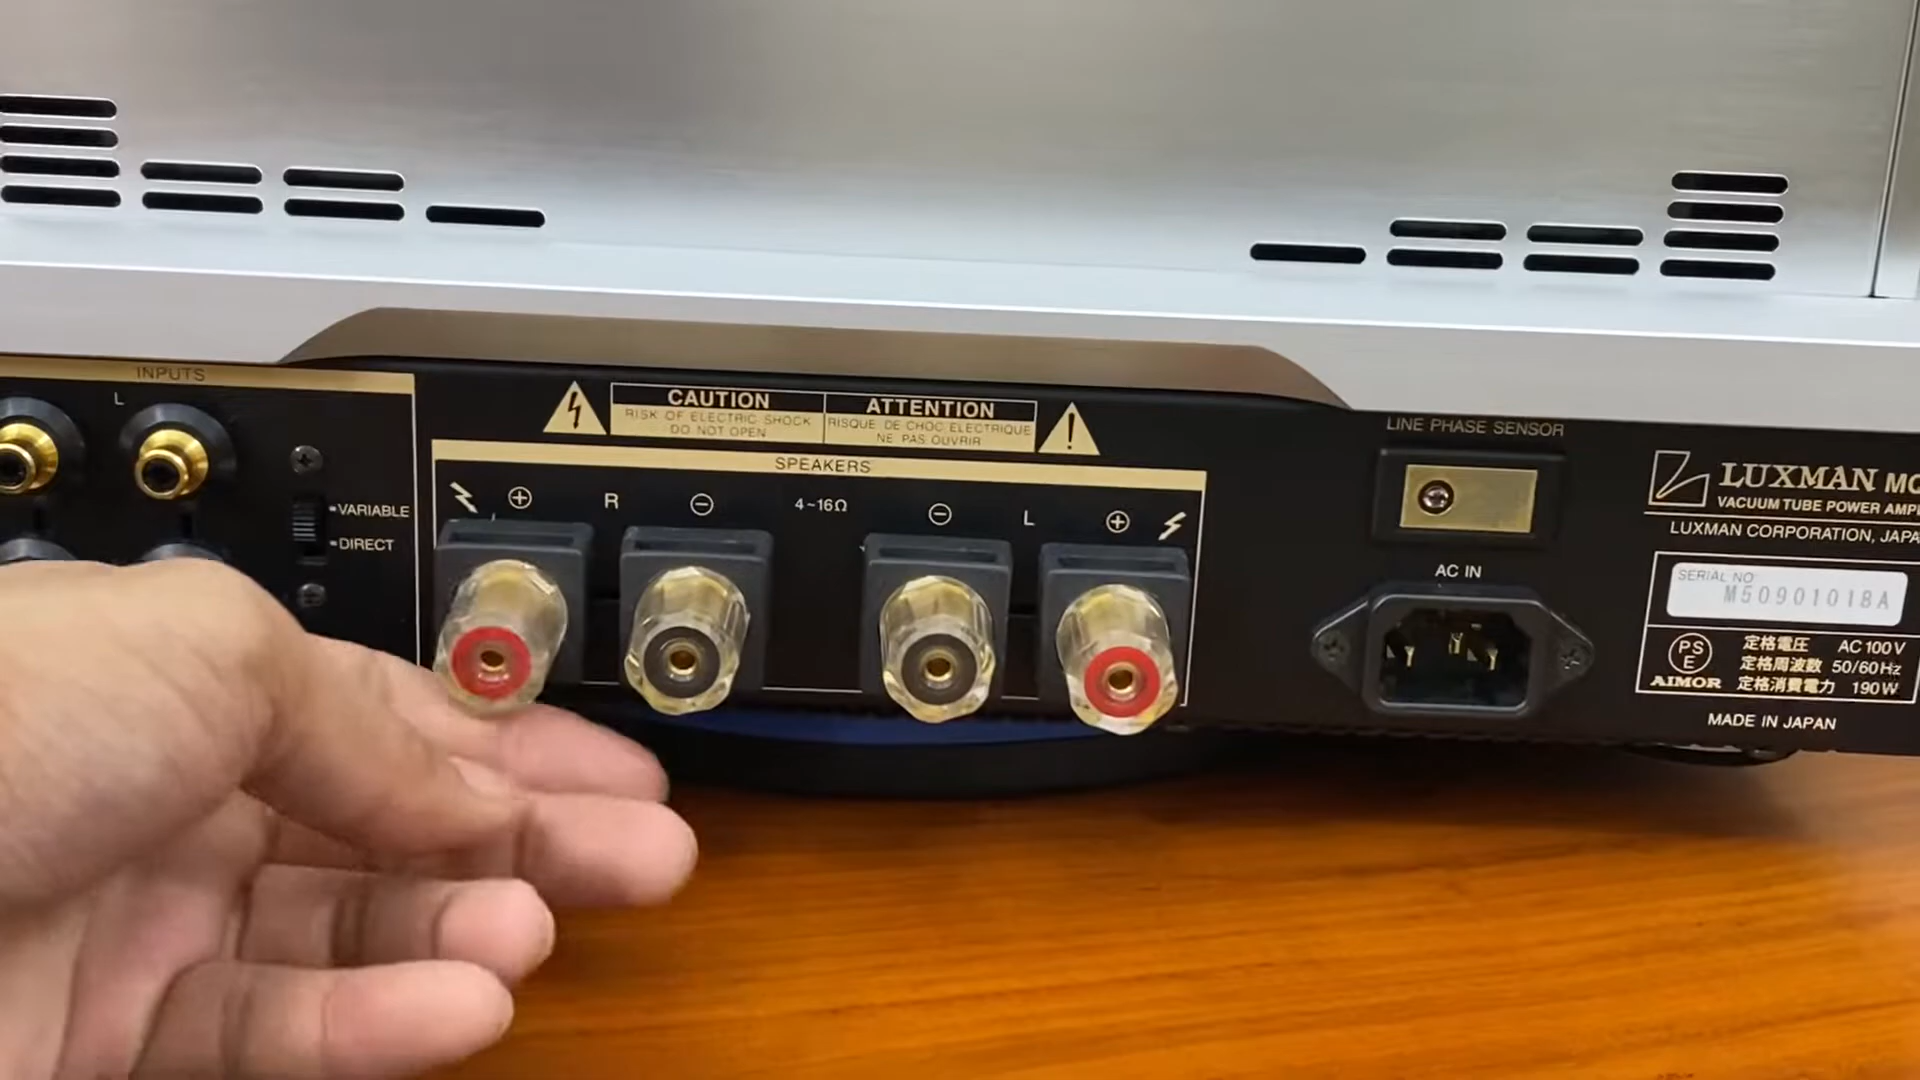 INPUTS
L
VARIABLE
DIRECT
CAUTION
RISK OF ELECTRIC SHOCK
DO NOT OPEN
ATTENTION
RISQUE DE CHOC ELECTRIQUE
NE PAS OUVRIR
SPEAKERS
⊕ R ⊖ 4~16Ω ⊖ L ⊕
LINE PHASE SENSOR
AC IN
LUXMAN
VACUUM TUBE POWER
LUXMAN CORPORATION,
SERIAL NO
M50901018A
PSE
AIMOR
定格電圧 AC100V
定格周波数 50/60Hz
定格消費電力 190W
MADE IN JAPAN